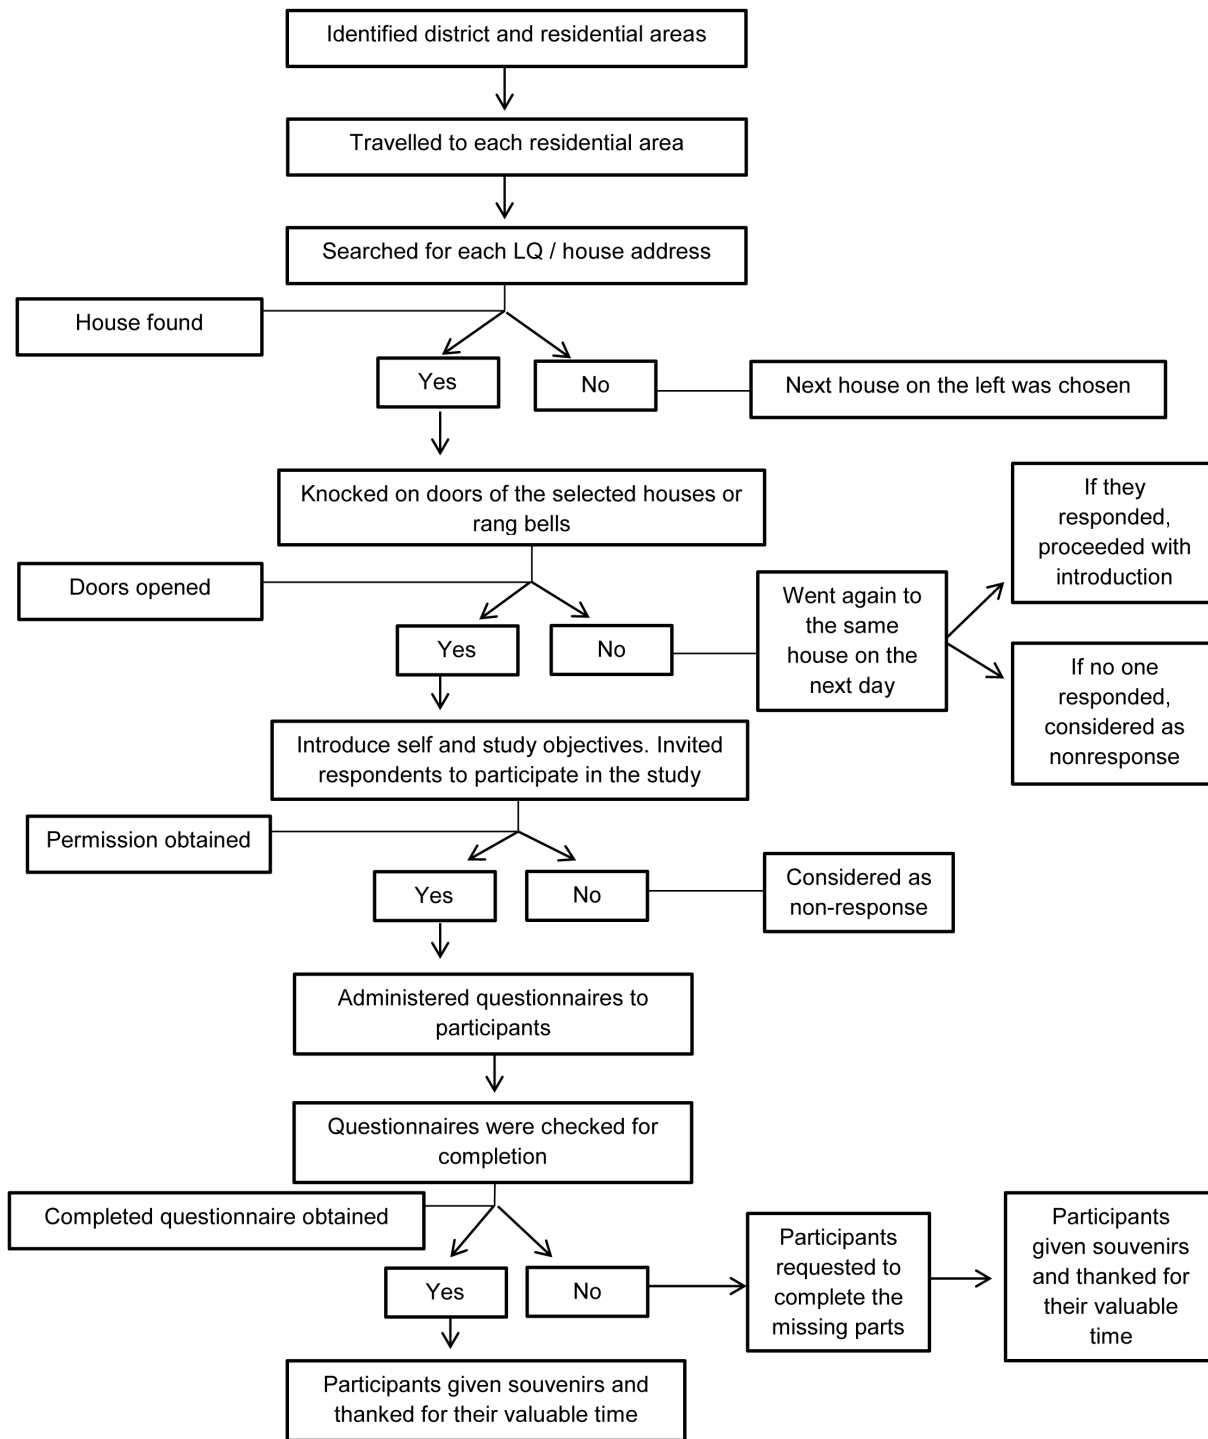 Identified district and residential areas
Travelled to each residential area
Searched for each LQ / house address
House found
Yes
No
Next house on the left was chosen
Knocked on doors of the selected houses or
rang bells
Doors opened
Yes
No
Went again to
the same
house on the
next day
If they
responded,
proceeded with
introduction
If no one
responded,
considered as
nonresponse
Introduce self and study objectives. Invited
respondents to participate in the study
Permission obtained
Yes
No
Considered as
non-response
Administered questionnaires to
participants
Questionnaires were checked for
completion
Completed questionnaire obtained
Yes
No
Participants
requested to
complete the
missing parts
Participants
given souvenirs
and thanked for
their valuable
time
Participants given souvenirs and
thanked for their valuable time